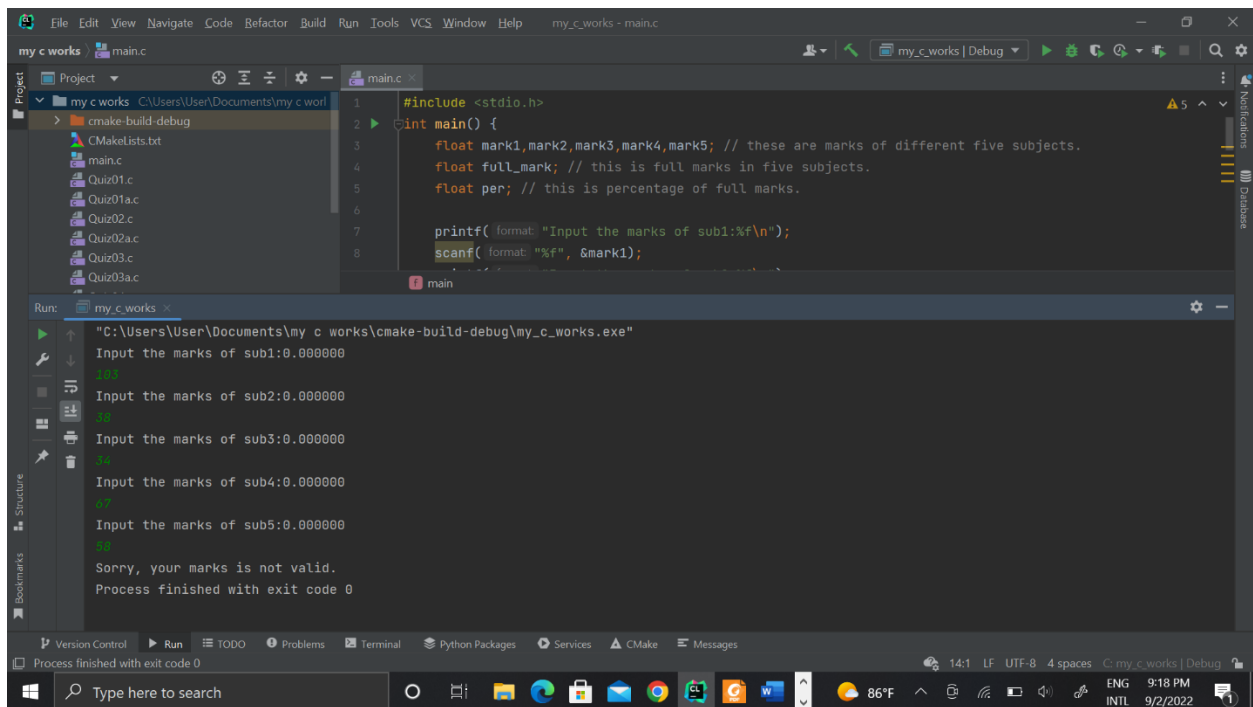 File Edit View Navigate Code Refactor Build Run Tools VCS Window Help my_c_works - main.c
my c works main.c
my_c_works | Debug
Project
Project
main.c
my c works C:\Users\User\Documents\my c worl
cmake-build-debug
CMakeLists.txt
main.c
Quiz01.c
Quiz01a.c
Quiz02.c
Quiz02a.c
Quiz03.c
Quiz03a.c
1 #include <stdio.h>
2 int main() {
3 float mark1,mark2,mark3,mark4,mark5; // these are marks of different five subjects.
4 float full_mark; // this is full marks in five subjects.
5 float per; // this is percentage of full marks.
6
7 printf( format: "Input the marks of sub1:%f\n");
8 scanf( format: "%f", &mark1);
main
5
Notifications
Database
Run: my_c_works
"C:\Users\User\Documents\my c works\cmake-build-debug\my_c_works.exe"
Input the marks of sub1:0.000000
103
Input the marks of sub2:0.000000
38
Input the marks of sub3:0.000000
34
Input the marks of sub4:0.000000
67
Input the marks of sub5:0.000000
58
Sorry, your marks is not valid.
Process finished with exit code 0
Structure
Bookmarks
Version Control Run TODO Problems Terminal Python Packages Services CMake Messages
Process finished with exit code 0
14:1 LF UTF-8 4 spaces C: my_c_works | Debug
Type here to search
86°F
ENG
INTL
9:18 PM
9/2/2022
1